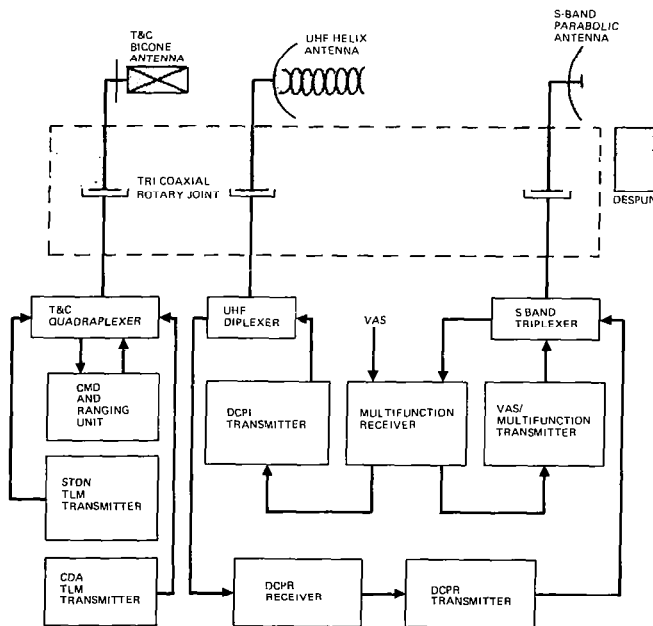 T&C
BICONE
ANTENNA
UHF HELIX
ANTENNA
S-BAND
PARABOLIC
ANTENNA
TRI COAXIAL
ROTARY JOINT
DESPUN
T&C
QUADRAPLEXER
UHF
DIPLEXER
VAS
S BAND
TRIPLEXER
CMD
AND
RANGING
UNIT
DCPI
TRANSMITTER
MULTIFUNCTION
RECEIVER
VAS/
MULTIFUNCTION
TRANSMITTER
STDN
TLM
TRANSMITTER
CDA
TLM
TRANSMITTER
DCPR
RECEIVER
DCPR
TRANSMITTER